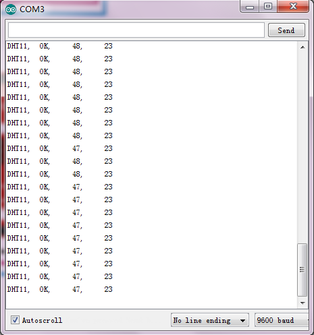 COM3
Send
DHT11, OK, 48, 23
DHT11, OK, 48, 23
DHT11, OK, 48, 23
DHT11, OK, 48, 23
DHT11, OK, 48, 23
DHT11, OK, 48, 23
DHT11, OK, 48, 23
DHT11, OK, 48, 23
DHT11, OK, 47, 23
DHT11, OK, 48, 23
DHT11, OK, 48, 23
DHT11, OK, 47, 23
DHT11, OK, 47, 23
DHT11, OK, 47, 23
DHT11, OK, 47, 23
DHT11, OK, 47, 23
DHT11, OK, 47, 23
DHT11, OK, 47, 23
DHT11, OK, 47, 23
DHT11, OK, 47, 23
Autoscroll No line ending 9600 baud